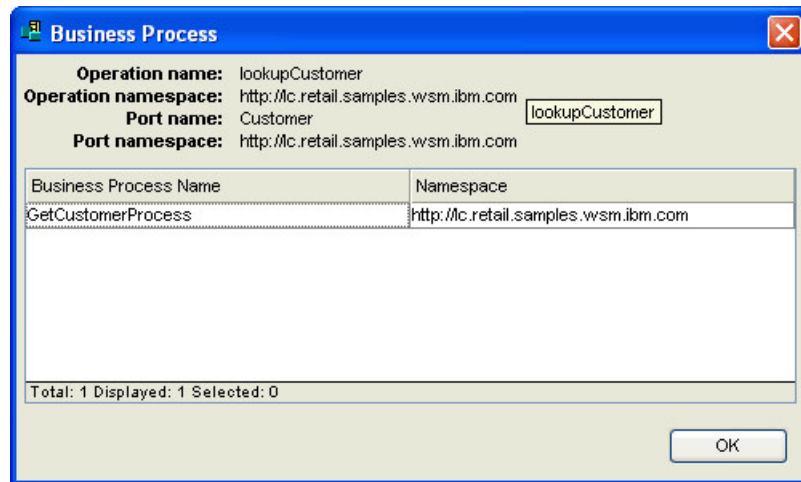 Business Process
Operation name: lookupCustomer
Operation namespace: http://lc.retail.samples.wsm.ibm.com
lookupCustomer
Port name: Customer
Port namespace: http://lc.retail.samples.wsm.ibm.com
Business Process Name Namespace
GetCustomerProcess http://lc.retail.samples.wsm.ibm.com
Total: 1 Displayed: 1 Selected: 0
OK